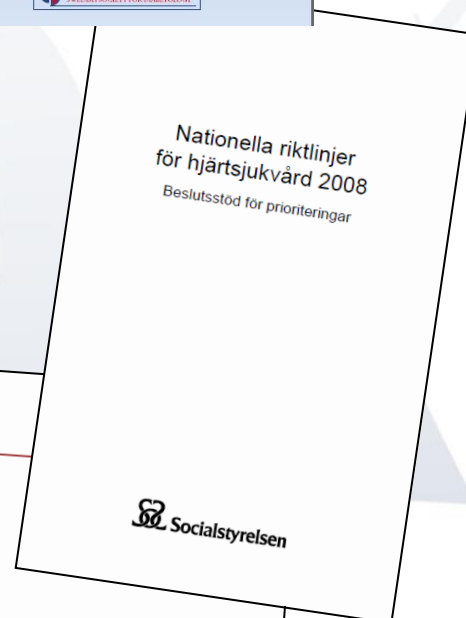 Nationella riktlinjer
för hjärtsjukvård 2008
Beslutsstöd för prioriteringar
Socialstyrelsen